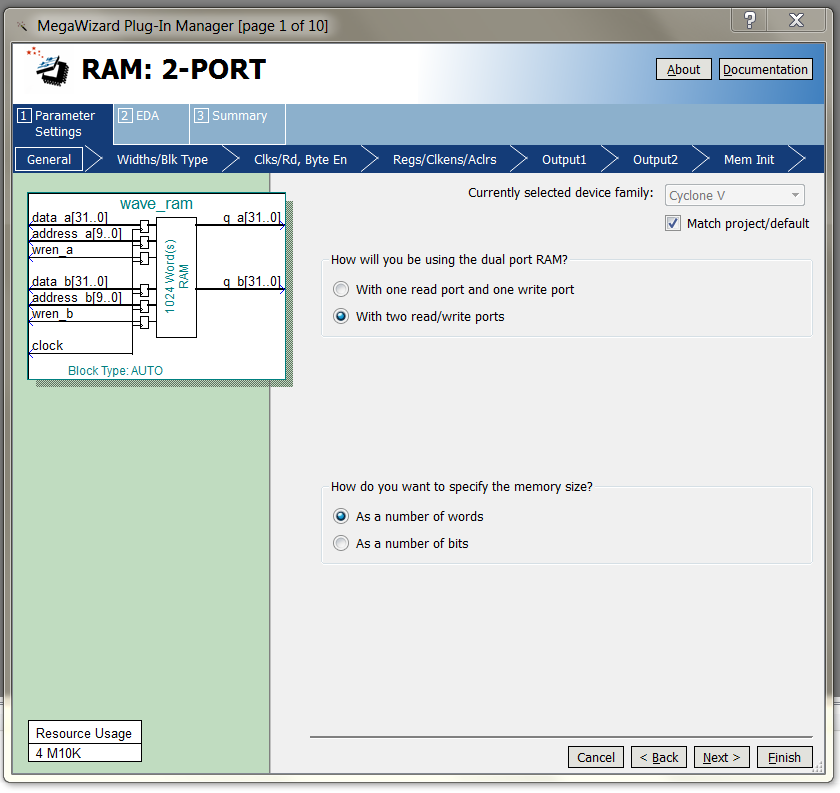 MegaWizard Plug-In Manager [page 1 of 10]
?
RAM: 2-PORT
About
Documentation
1 Parameter Settings
2 EDA
3 Summary
General
Widths/Blk Type
Clks/Rd, Byte En
Regs/Clkens/Aclrs
Output1
Output2
Mem Init
wave_ram
data_a[31..0]
q_a[31..0]
address_a[9..0]
wren_a
data_b[31..0]
q_b[31..0]
address_b[9..0]
wren_b
clock
1024 Word(s)
RAM
Block Type: AUTO
Currently selected device family:
Cyclone V
Match project/default
How will you be using the dual port RAM?
With one read port and one write port
With two read/write ports
How do you want to specify the memory size?
As a number of words
As a number of bits
Resource Usage
4 M10K
Cancel
< Back
Next >
Finish